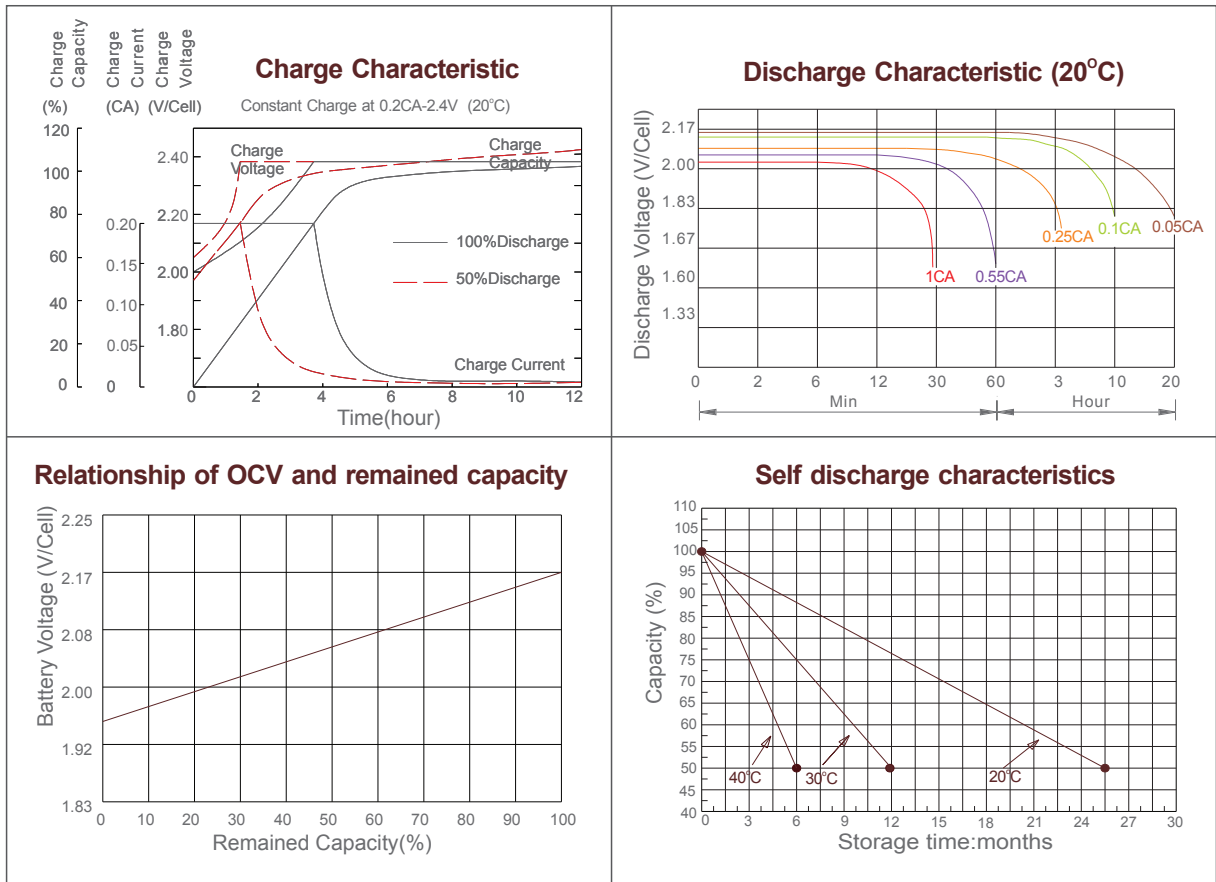 Charge Capacity
Charge Current
Charge Voltage
(%)
(CA)
(V/Cell)
Charge Characteristic
Constant Charge at 0.2CA-2.4V (20°C)
120
100
80
60
40
20
0
0.20
0.15
0.10
0.05
0
2.40
2.20
2.00
1.80
Charge Voltage
Charge Capacity
100%Discharge
50%Discharge
Charge Current
0 2 4 6 8 10 12
Time(hour)
Discharge Characteristic (20°C)
Discharge Voltage (V/Cell)
2.17
2.00
1.83
1.67
1.60
1.33
1CA
0.55CA
0.25CA
0.1CA
0.05CA
0 2 6 12 30 60 3 10 20
Min
Hour
Relationship of OCV and remained capacity
Battery Voltage (V/Cell)
2.25
2.17
2.08
2.00
1.92
1.83
0 10 20 30 40 50 60 70 80 90 100
Remained Capacity(%)
Self discharge characteristics
Capacity (%)
110
105
100
95
90
85
80
75
70
65
60
55
50
45
40
40°C
30°C
20°C
0 3 6 9 12 15 18 21 24 27 30
Storage time:months